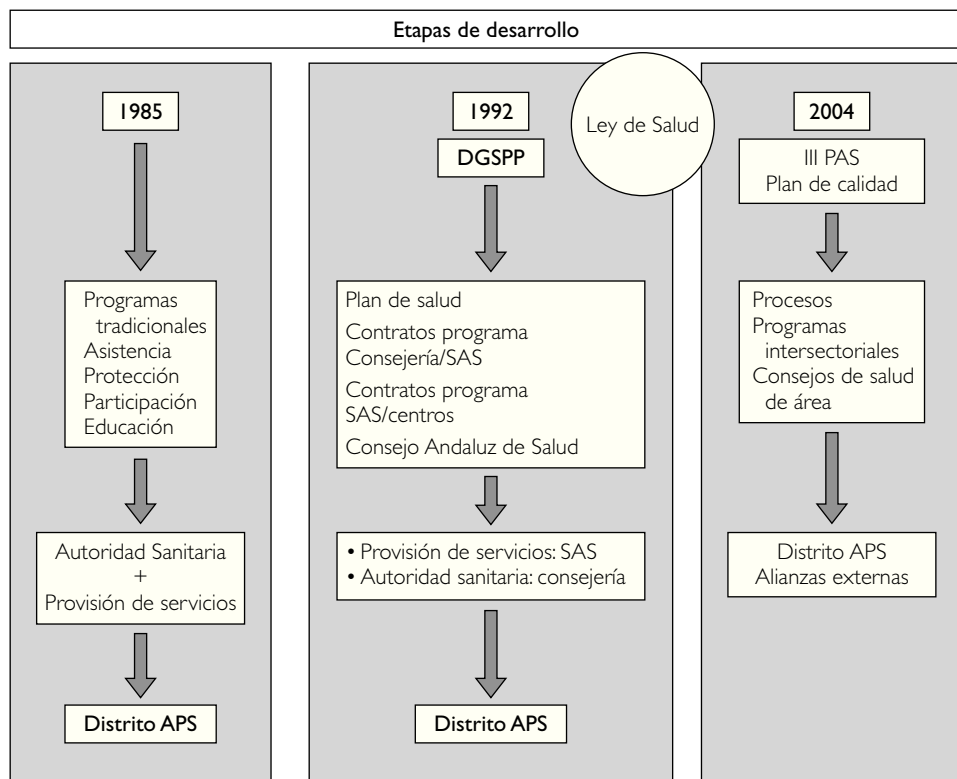 Etapas de desarrollo
1985
Programas
tradicionales
Asistencia
Protección
Participación
Educación
Autoridad Sanitaria
+
Provisión de servicios
Distrito APS
1992
DGSPP
Plan de salud
Contratos programa
Consejería/SAS
Contratos programa
SAS/centros
Consejo Andaluz de Salud
• Provisión de servicios: SAS
• Autoridad sanitaria: consejería
Distrito APS
Ley de Salud
2004
III PAS
Plan de calidad
Procesos
Programas
intersectoriales
Consejos de salud
de área
Distrito APS
Alianzas externas